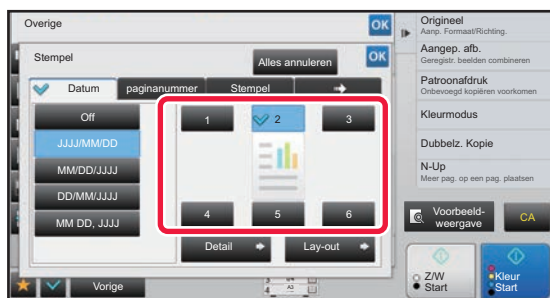 Overige
OK
Stempel
Alles annuleren
OK
Datum
paginanummer
Stempel
Off
JJJJ/MM/DD
MM/DD/JJJJ
DD/MM/JJJJ
MM DD, JJJJ
1
2
3
4
5
6
Detail
Lay-out
Vorige
Origineel
Aanp. Formaat/Richting.
Aangep. afb.
Geregistr. beelden combineren
Patroonafdruk
Onbevoegd kopiëren voorkomen
Kleurmodus
Dubbelz. Kopie
N-Up
Meer pag. op een pag. plaatsen
Voorbeeld-
weergave
CA
Z/W
Start
Kleur
Start